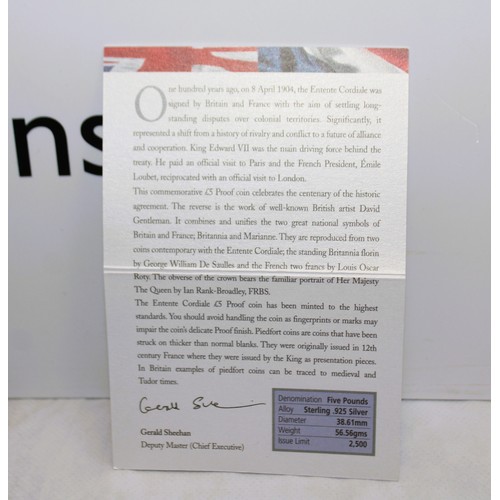 ns
One hundred years ago, on 8 April 1904, the Entente Cordiale was
signed by Britain and France with the aim of settling long-
standing disputes over colonial territories. Significantly, it
represented a shift from a history of rivalry and conflict to a future of alliance
and cooperation. King Edward VII was the main driving force behind the
treaty. He paid an official visit to Paris and the French President, Émile
Loubet, reciprocated with an official visit to London.
This commemorative £5 Proof coin celebrates the centenary of the historic
agreement. The reverse is the work of well-known British artist David
Gentleman. It combines and unifies the two great national symbols of
Britain and France; Britannia and Marianne. They are reproduced from two
coins contemporary with the Entente Cordiale; the standing Britannia florin
by George William De Saulles and the French two francs by Louis Oscar
Roty. The obverse of the crown bears the familiar portrait of Her Majesty
The Queen by Ian Rank-Broadley, FRBS.
The Entente Cordiale £5 Proof coin has been minted to the highest
standards. You should avoid handling the coin as fingerprints or marks may
impair the coin's delicate Proof finish. Piedfort coins are coins that have been
struck on thicker than normal blanks. They were originally issued in 12th
century France where they were issued by the King as presentation pieces.
In Britain examples of piedfort coins can be traced to medieval and
Tudor times.
Gerald Sheehan
Deputy Master (Chief Executive)
Denomination Five Pounds
Alloy Sterling .925 Silver
Diameter 38.61mm
Weight 56.56gms
Issue Limit 2,500